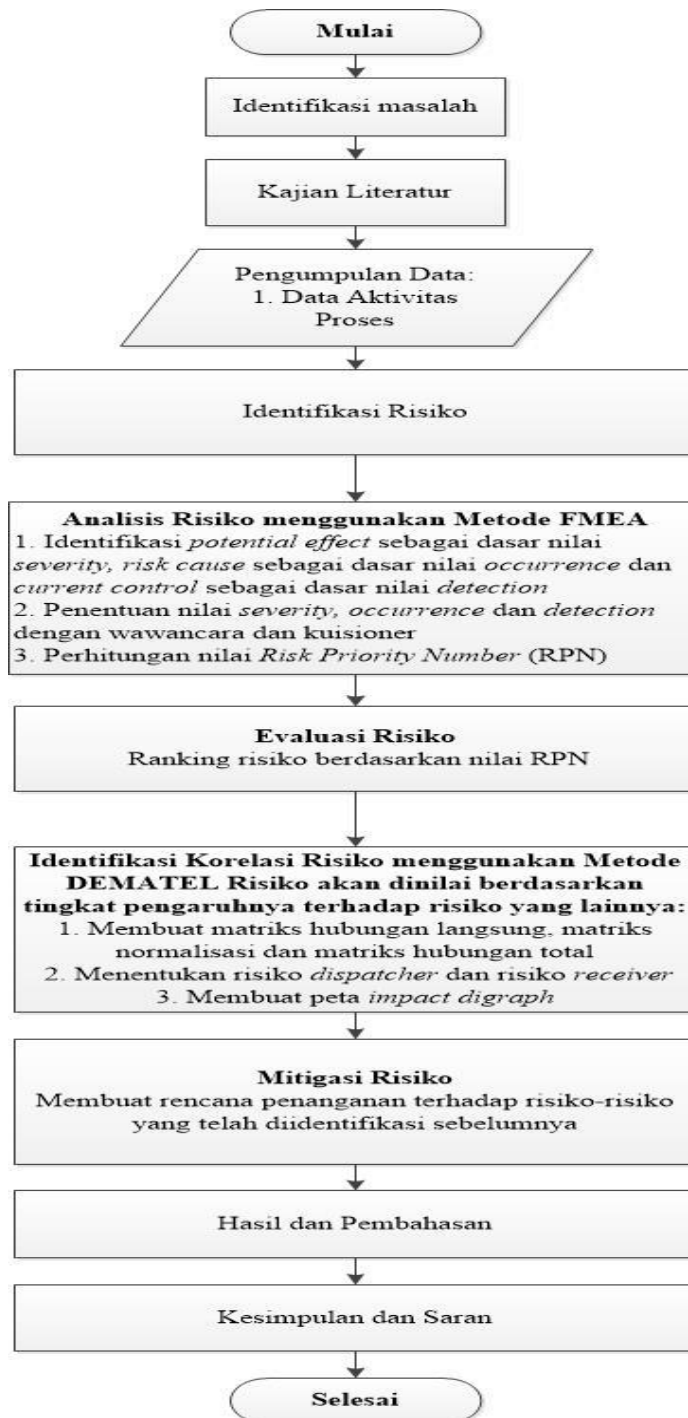 Mulai
Identifikasi masalah
Kajian Literatur
Pengumpulan Data:
1. Data Aktivitas
Proses
Identifikasi Risiko
Analisis Risiko menggunakan Metode FMEA
1. Identifikasi potential effect sebagai dasar nilai
severity, risk cause sebagai dasar nilai occurrence dan
current control sebagai dasar nilai detection
2. Penentuan nilai severity, occurrence dan detection
dengan wawancara dan kuisioner
3. Perhitungan nilai Risk Priority Number (RPN)
Evaluasi Risiko
Ranking risiko berdasarkan nilai RPN
Identifikasi Korelasi Risiko menggunakan Metode
DEMATEL Risiko akan dinilai berdasarkan
tingkat pengaruhnya terhadap risiko yang lainnya:
1. Membuat matriks hubungan langsung, matriks
normalisasi dan matriks hubungan total
2. Menentukan risiko dispatcher dan risiko receiver
3. Membuat peta impact digraph
Mitigasi Risiko
Membuat rencana penanganan terhadap risiko-risiko
yang telah diidentifikasi sebelumnya
Hasil dan Pembahasan
Kesimpulan dan Saran
Selesai